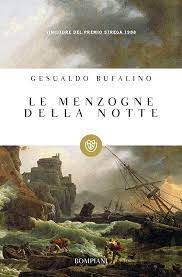 VINCITORE DEL PREMIO STREGA 1988
GESUALDO BUFALINO
LE MENZOGNE
DELLA NOTTE
BOMPIANI